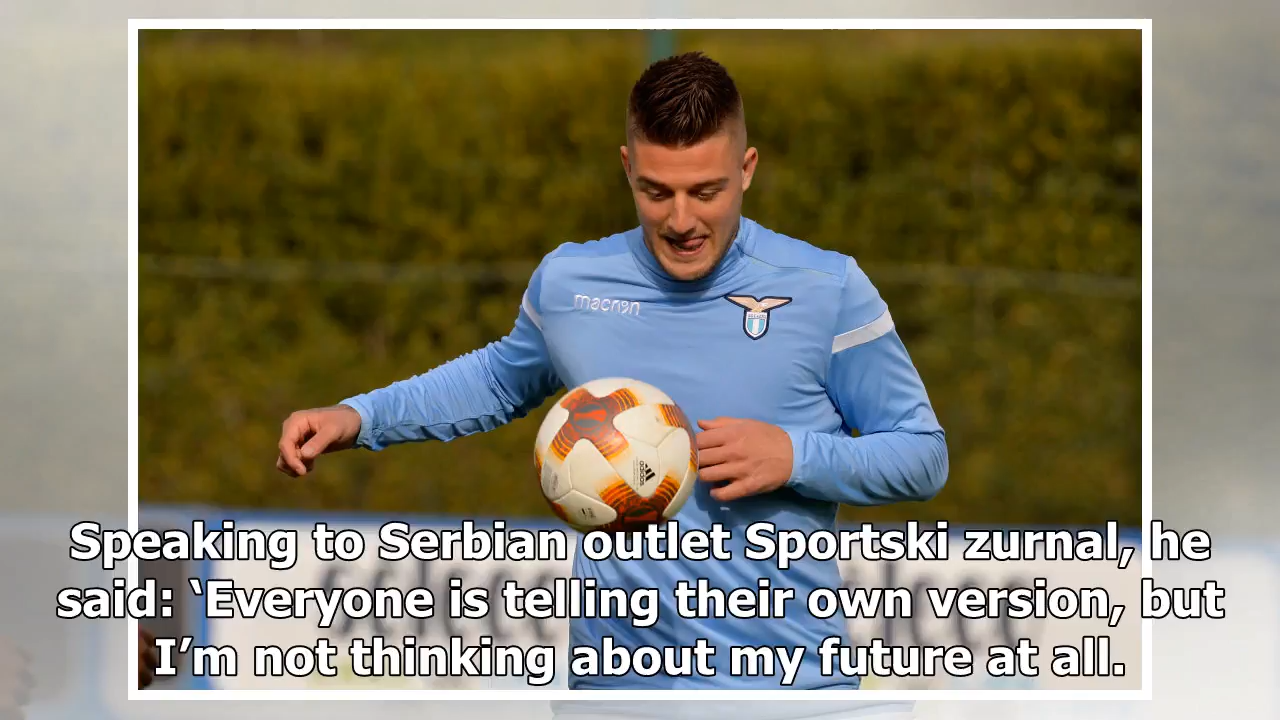 macron
adidas
Speaking to Serbian outlet Sportski zurnal, he
said: ‘Everyone is telling their own version, but
I’m not thinking about my future at all.